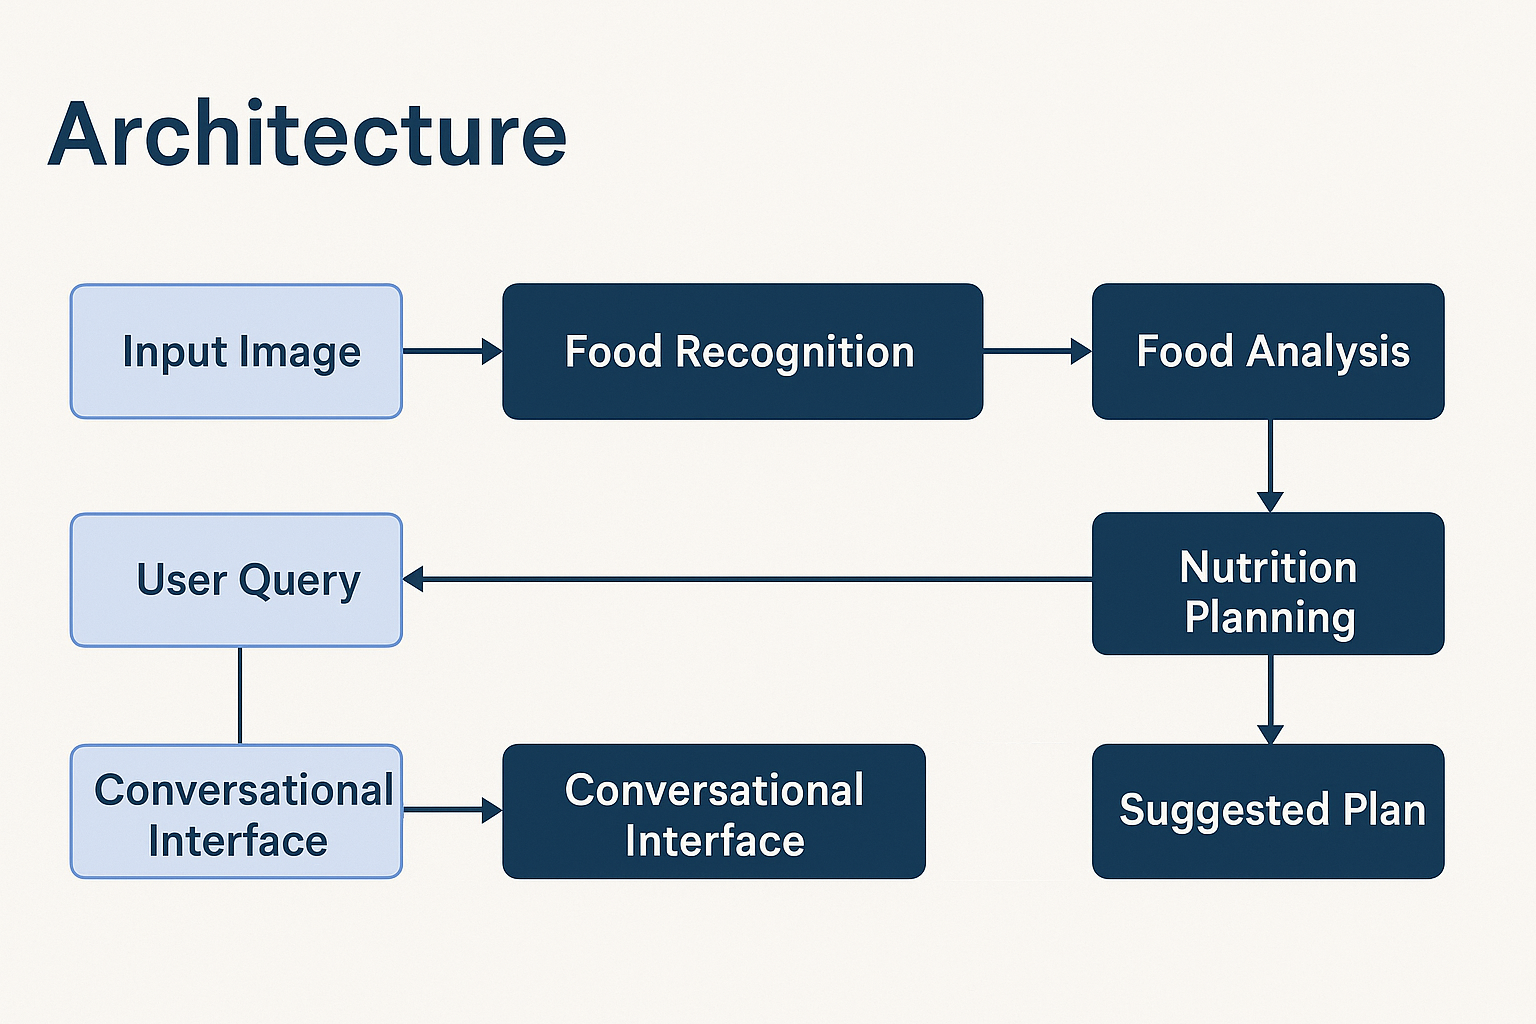 Architecture
Input Image
Food Recognition
Food Analysis
User Query
Nutrition
Planning
Conversational
Interface
Conversational
Interface
Suggested Plan